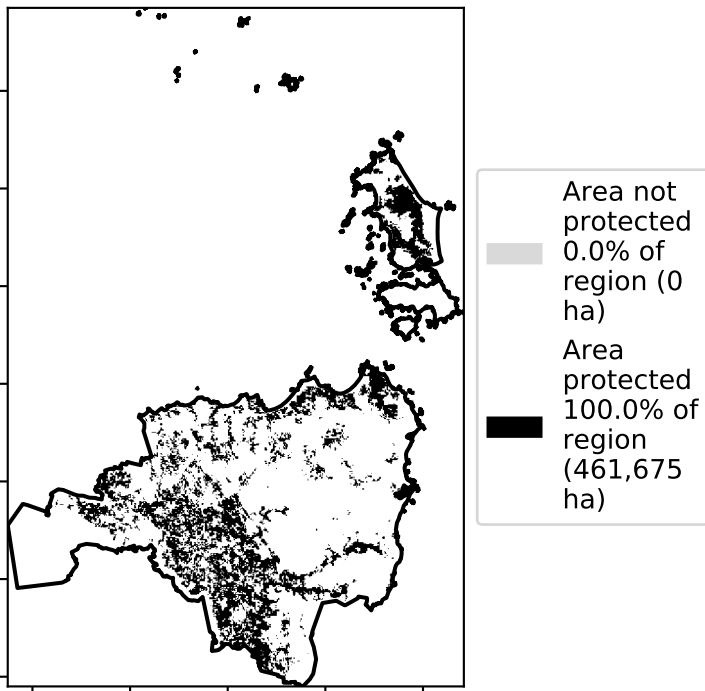 Area not
protected
0.0% of
region (0
ha)
Area
protected
100.0% of
region
(461,675
ha)